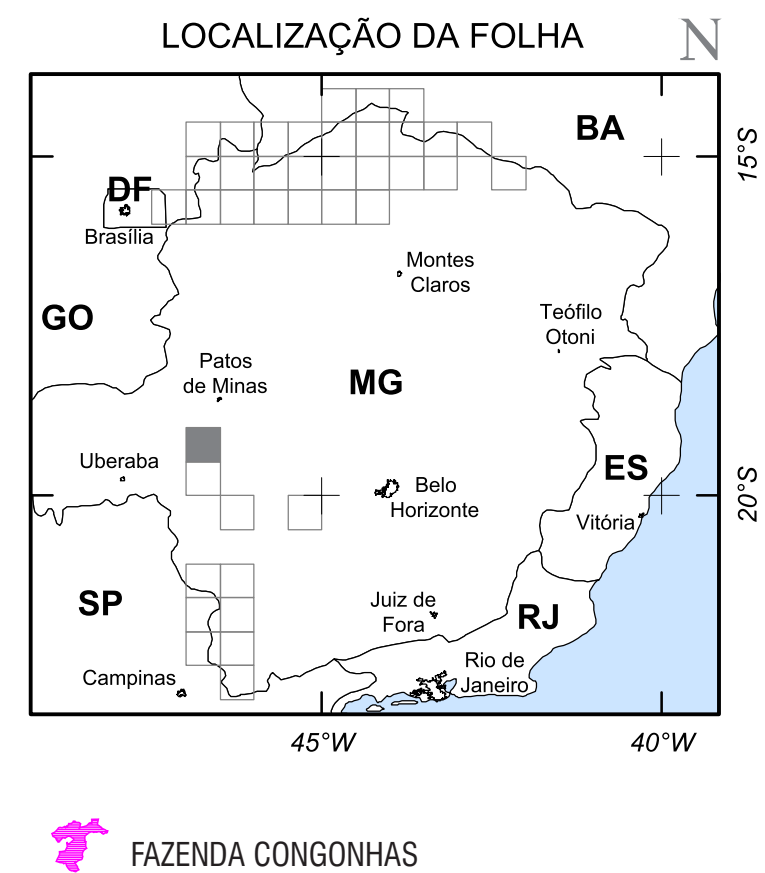 LOCALIZAÇÃO DA FOLHA
N
BA
15°S
DF
Brasília
Montes
Claros
GO
Teófilo
Otoni
Patos
de Minas
MG
Uberaba
ES
Belo
Horizonte
20°S
Vitória
SP
Juiz de
Fora
RJ
Rio de
Janeiro
Campinas
45°W
40°W
FAZENDA CONGONHAS